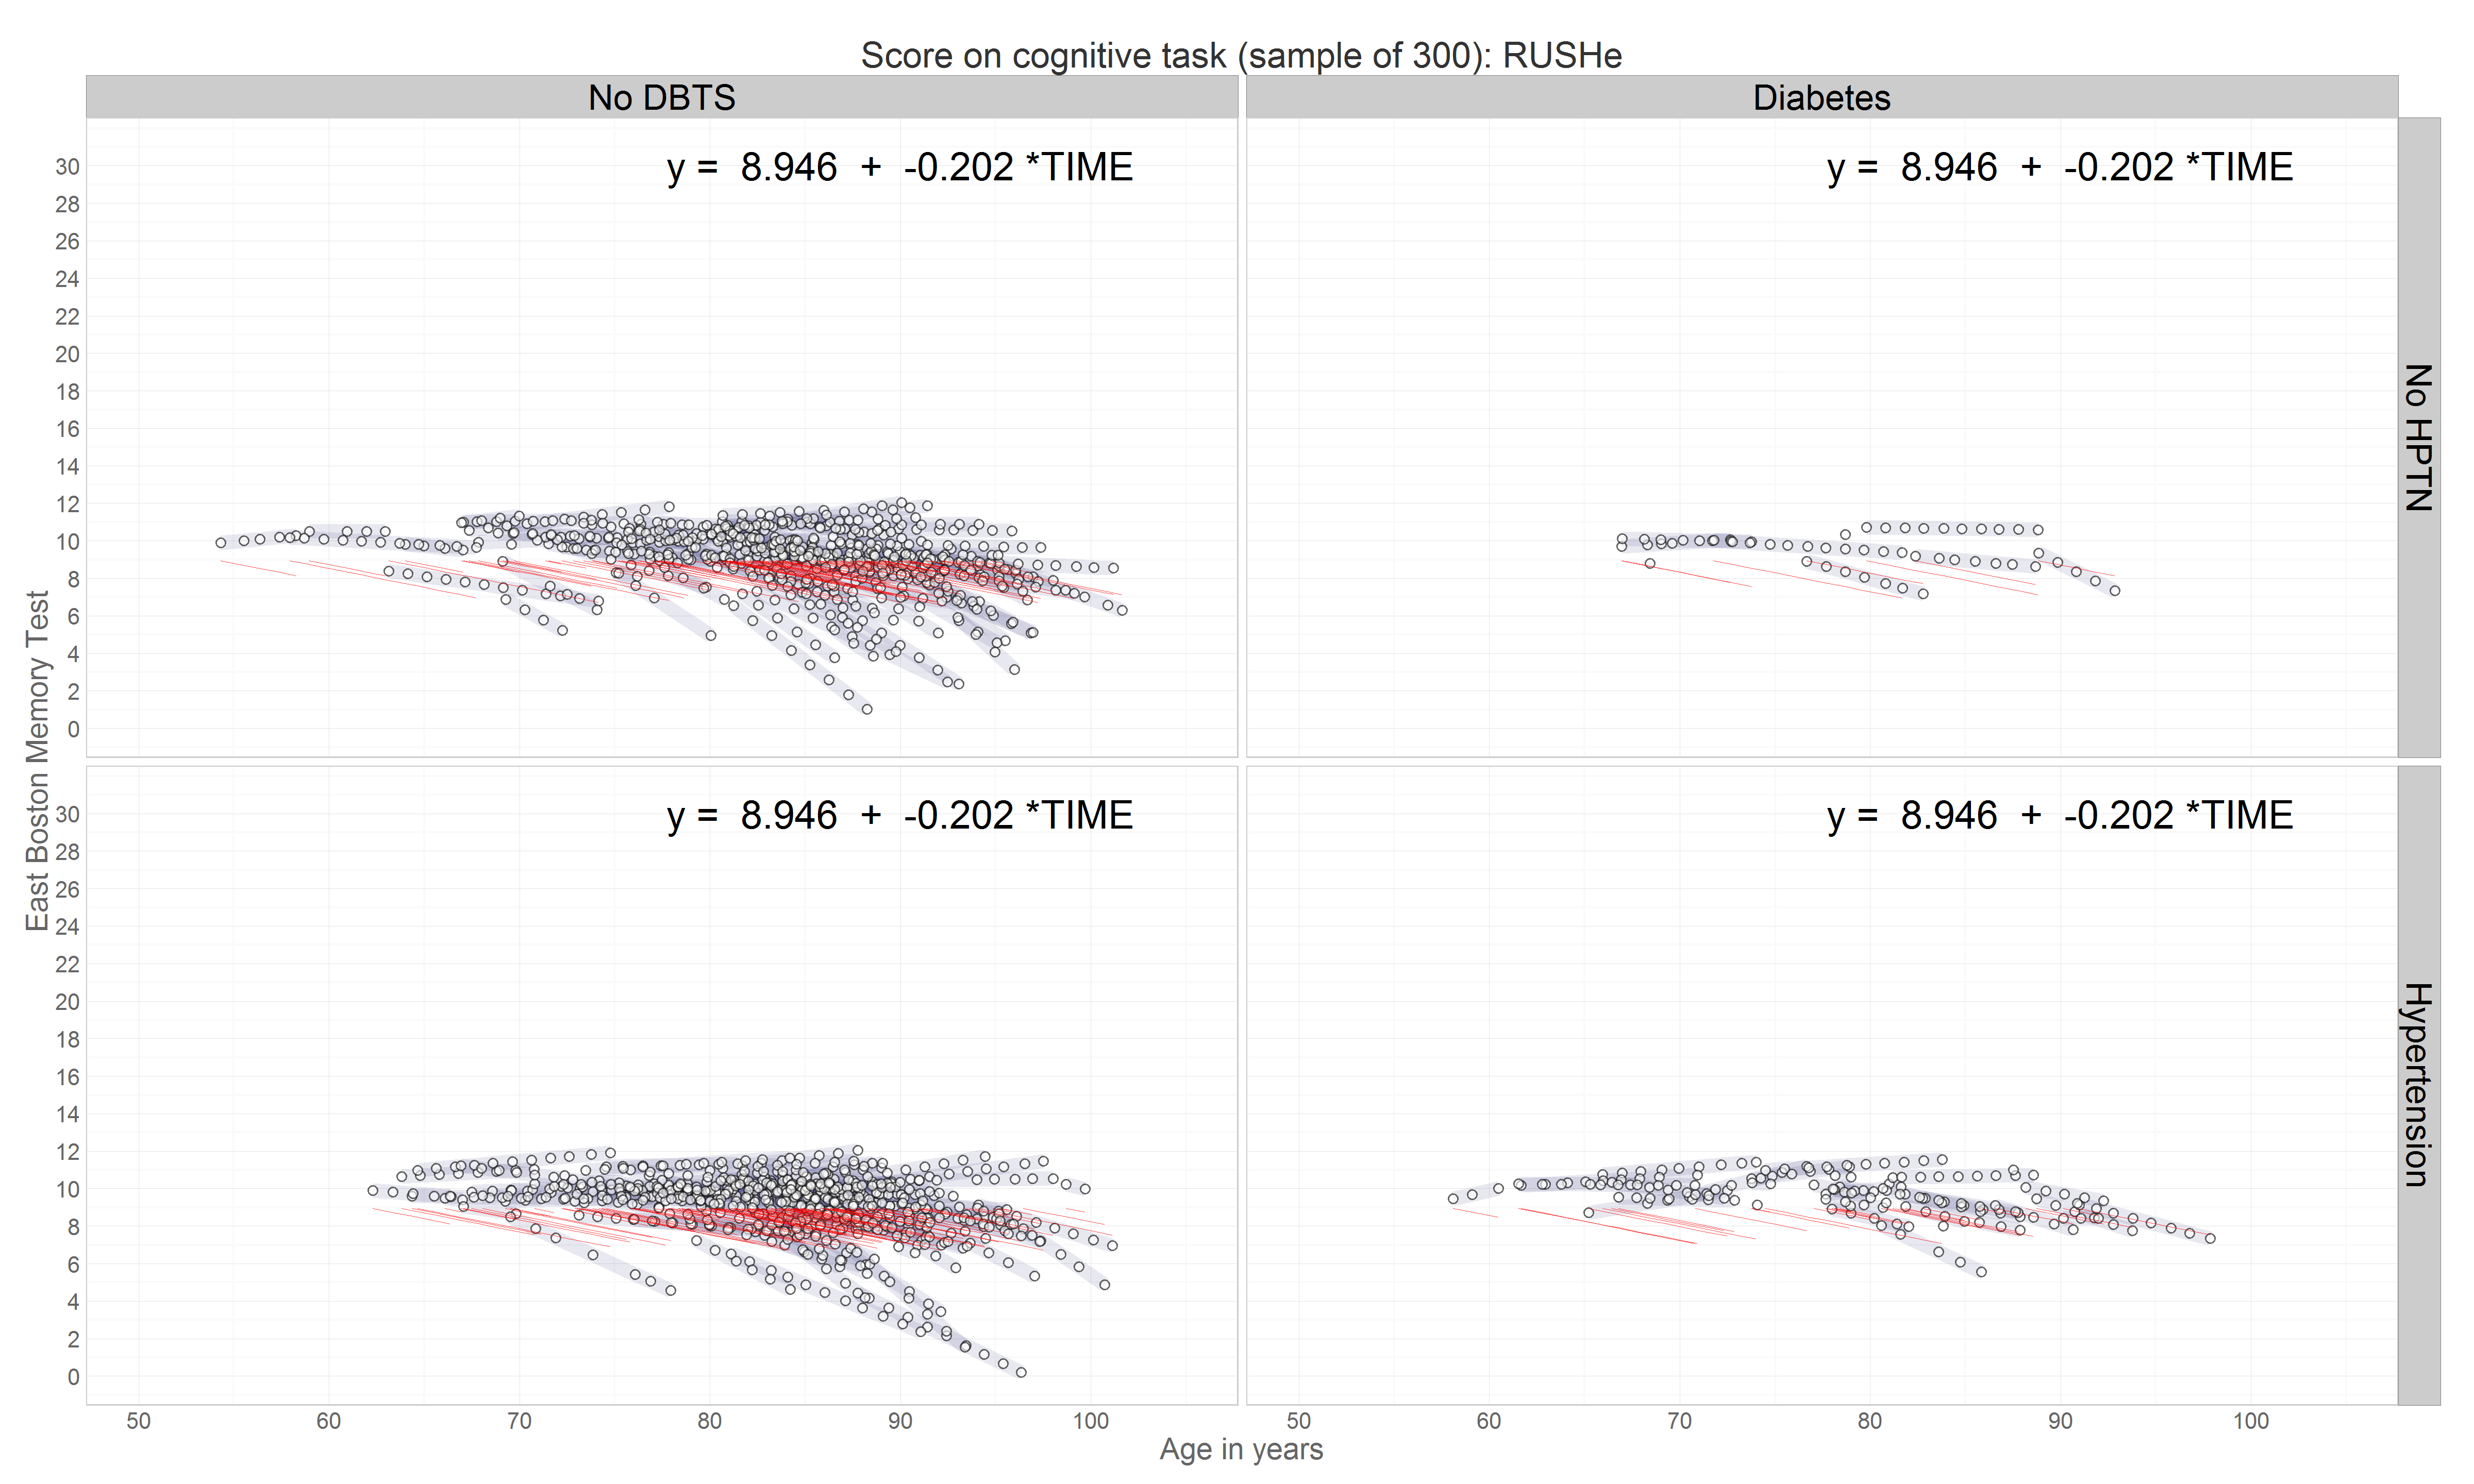 Score on cognitive task (sample of 300): RUSHe
No DBTS
Diabetes
y = 8.946 + -0.202 *TIME
y = 8.946 + -0.202 *TIME
No HPTN
30
28
26
24
22
20
18
16
14
12
10
8
6
4
2
0
East Boston Memory Test
y = 8.946 + -0.202 *TIME
y = 8.946 + -0.202 *TIME
Hypertension
30
28
26
24
22
20
18
16
14
12
10
8
6
4
2
0
50 60 70 80 90 100
50 60 70 80 90 100
Age in years